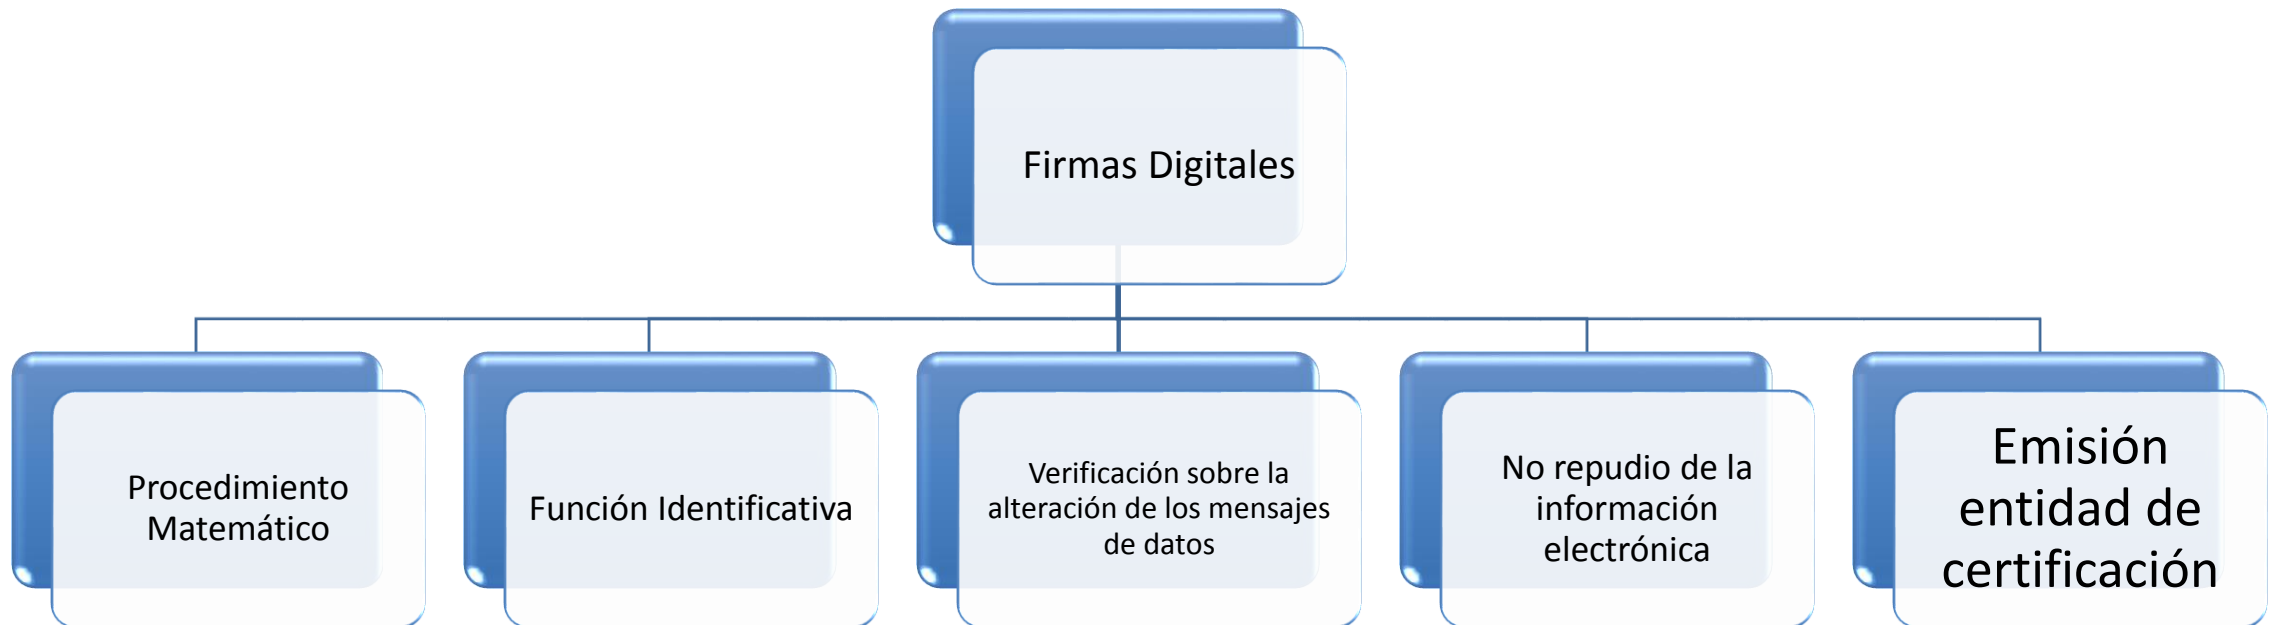 Firmas Digitales
Procedimiento
Matemático
Función Identificativa
Verificación sobre la
alteración de los mensajes
de datos
No repudio de la
información
electrónica
Emisión
entidad de
certificación